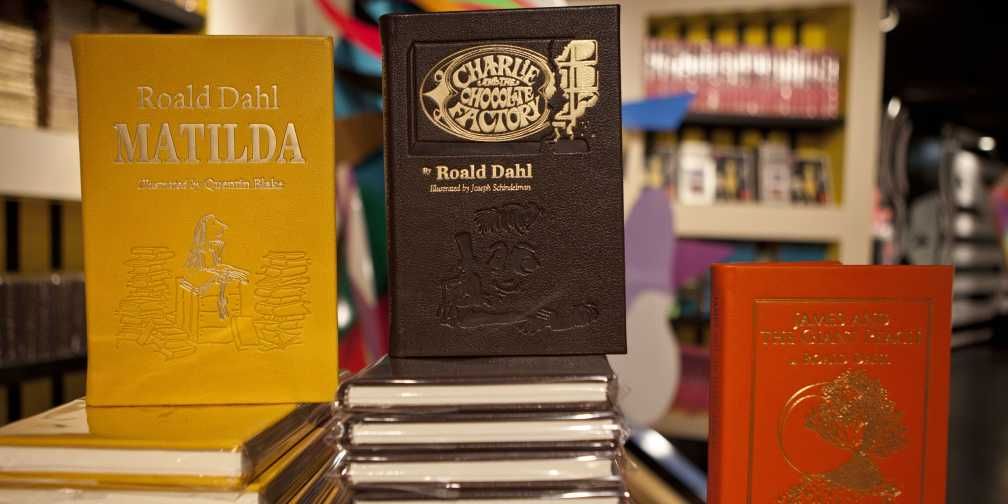 Roald Dahl
MATILDA
Illustrated by Quentin Blake
CHARLIE
AND THE
CHOCOLATE
FACTORY
By Roald Dahl
Illustrated by Joseph Schindelman
JAMES AND
THE GIANT PEACH
ROALD DAHL